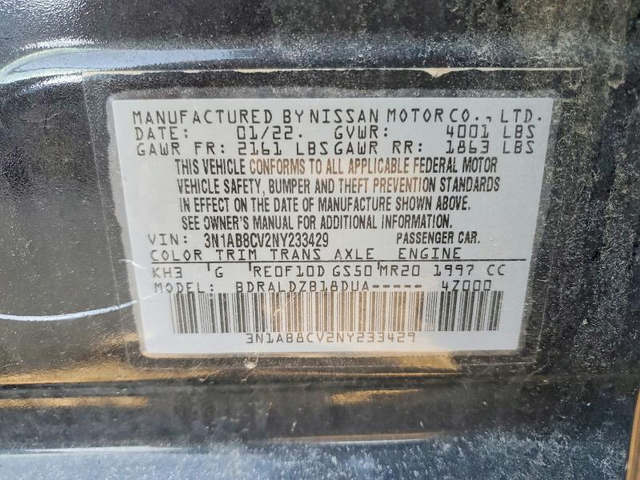 MANUFACTURED BY NISSAN MOTOR CO., LTD.
DATE: 01/22. GVWR: 4001 LBS
GAWR FR: 2161 LBS GAWR RR: 1863 LBS
THIS VEHICLE CONFORMS TO ALL APPLICABLE FEDERAL MOTOR
VEHICLE SAFETY, BUMPER AND THEFT PREVENTION STANDARDS
IN EFFECT ON THE DATE OF MANUFACTURE SHOWN ABOVE.
SEE OWNER'S MANUAL FOR ADDITIONAL INFORMATION.
VIN: 3N1AB8CV2NY233429 PASSENGER CAR.
COLOR TRIM TRANS AXLE ENGINE
KH3 G RE0F10D GS50 MR20 1997 CC
MODEL: BDRALDZB18DUA----- 4Z000
3N1AB8CV2NY233429